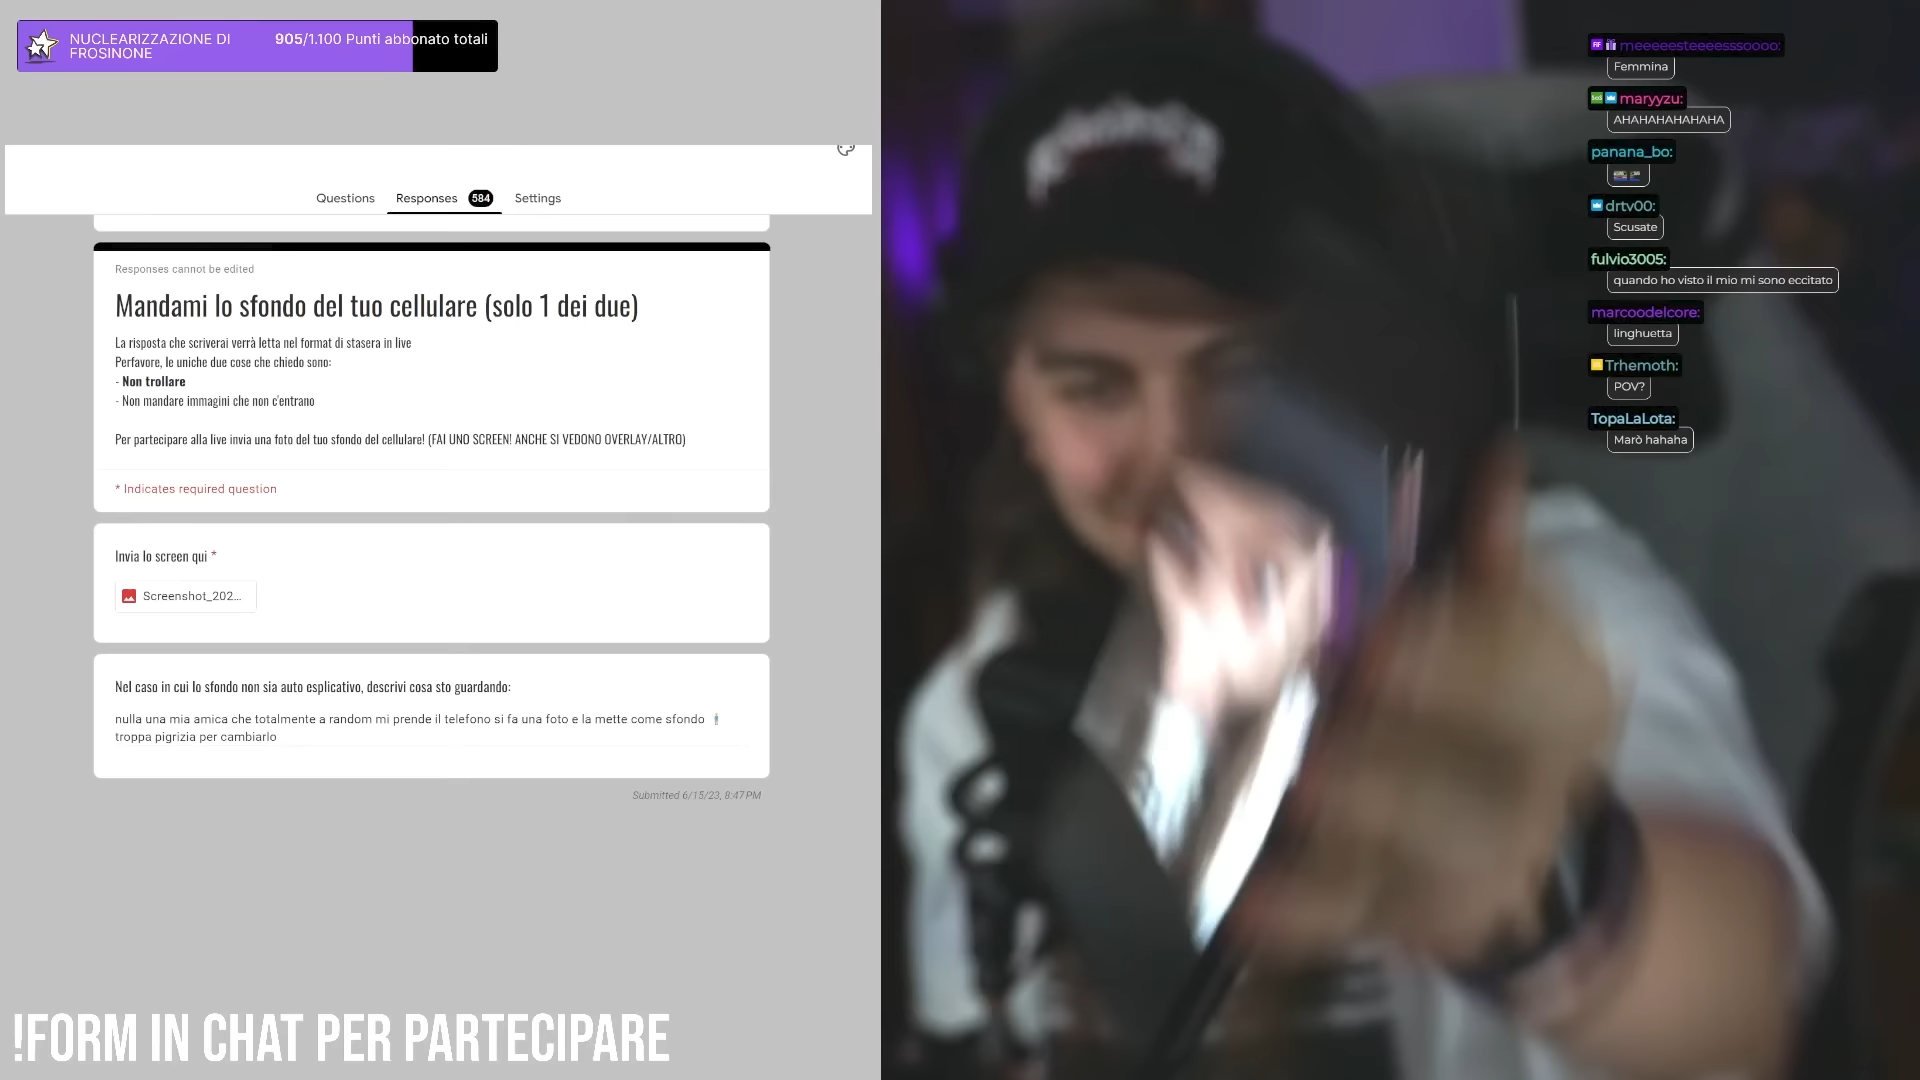 NUCLEARIZZAZIONE DI
FROSINONE
905/1.100 Punti abbonato totali
Questions Responses 584 Settings
Responses cannot be edited
Mandami lo sfondo del tuo cellulare (solo 1 dei due)
La risposta che scriverai verrà letta nel format di stasera in live
Perfavore, le uniche due cose che chiedo sono:
- Non trollare
- Non mandare immagini che non c'entrano
Per partecipare alla live invia una foto del tuo sfondo del cellulare! (FAI UNO SCREEN! ANCHE SI VEDONO OVERLAY/ALTRO)
* Indicates required question
Invia lo screen qui *
Screenshot_202...
Nel caso in cui lo sfondo non sia auto esplicativo, descrivi cosa sto guardando:
nulla una mia amica che totalmente a random mi prende il telefono si fa una foto e la mette come sfondo
troppa pigrizia per cambiarlo
Submitted 6/15/23, 8:47 PM
!FORM IN CHAT PER PARTECIPARE
meeeeesteeeesssoooo:
Femmina
maryyzu:
AHAHAHAHAHAHA
panana_bo:
drtv00:
Scusate
fulvio3005:
quando ho visto il mio mi sono eccitato
marcoodelcore:
linghuetta
Trhemoth:
POV?
TopaLaLota:
Marò hahaha